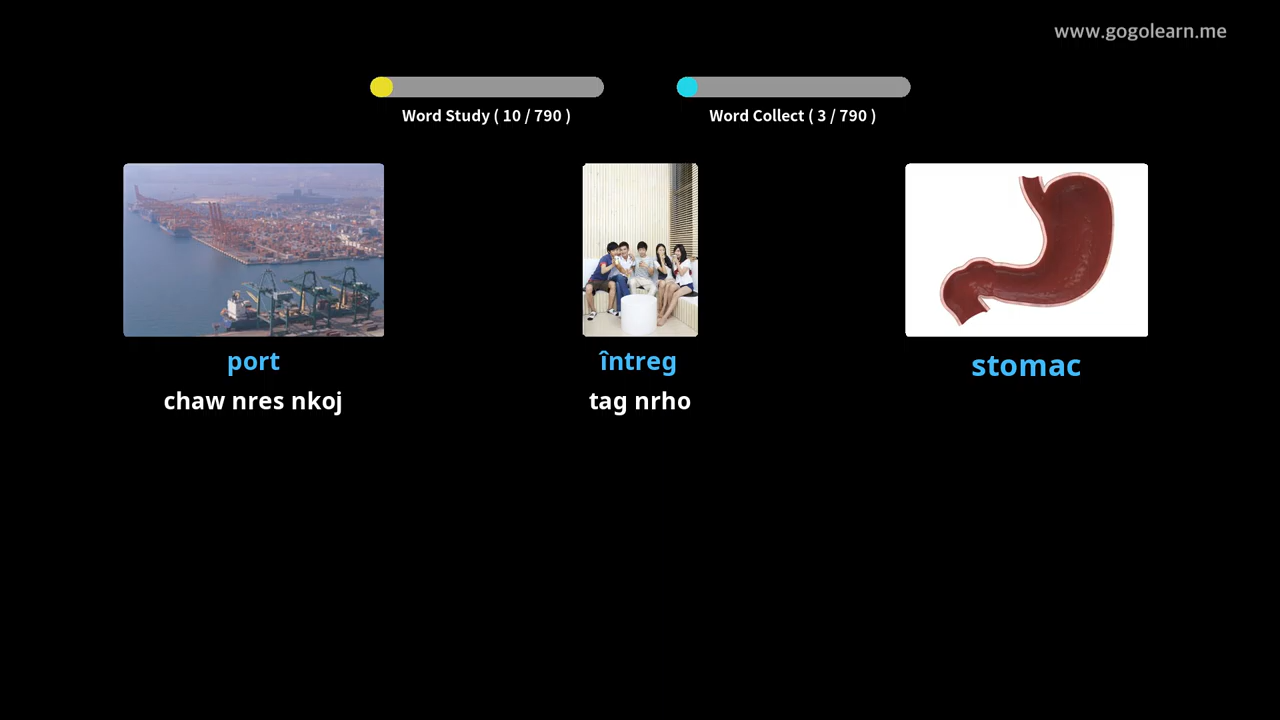 www.gogolearn.me
Word Study ( 10 / 790 )
Word Collect ( 3 / 790 )
port
chaw nres nkoj
întreg
tag nrho
stomac